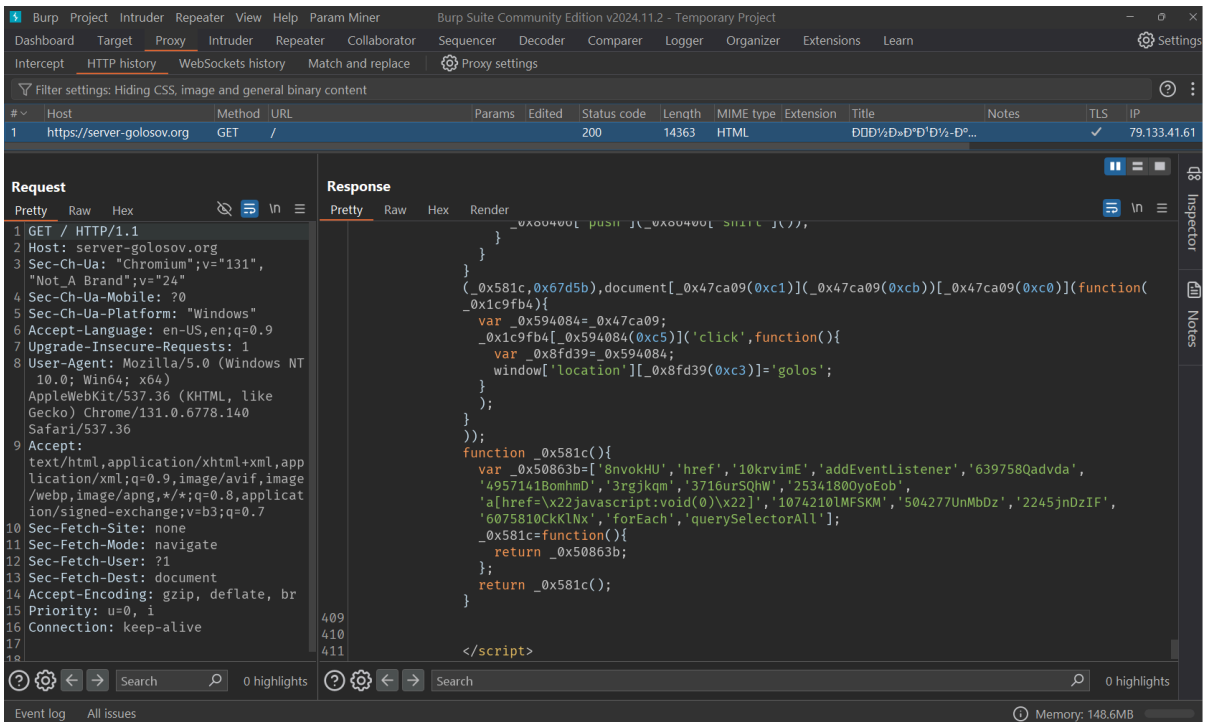 Burp Project Intruder Repeater View Help Param Miner Burp Suite Community Edition v2024.11.2 - Temporary Project
Dashboard Target Proxy Intruder Repeater Collaborator Sequencer Decoder Comparer Logger Organizer Extensions Learn Settings
Intercept HTTP history WebSockets history Match and replace Proxy settings
Filter settings: Hiding CSS, image and general binary content
# Host Method URL Params Edited Status code Length MIME type Extension Title Notes TLS IP
1 https://server-golosov.org GET / 200 14363 HTML 79.133.41.61
Request
Pretty Raw Hex \n
1 GET / HTTP/1.1
2 Host: server-golosov.org
3 Sec-Ch-Ua: "Chromium";v="131",
"Not_A Brand";v="24"
4 Sec-Ch-Ua-Mobile: ?0
5 Sec-Ch-Ua-Platform: "Windows"
6 Accept-Language: en-US,en;q=0.9
7 Upgrade-Insecure-Requests: 1
8 User-Agent: Mozilla/5.0 (Windows NT
10.0; Win64; x64)
AppleWebKit/537.36 (KHTML, like
Gecko) Chrome/131.0.6778.140
Safari/537.36
9 Accept:
text/html,application/xhtml+xml,app
lication/xml;q=0.9,image/avif,image
/webp,image/apng,*/*;q=0.8,applicat
ion/signed-exchange;v=b3;q=0.7
10 Sec-Fetch-Site: none
11 Sec-Fetch-Mode: navigate
12 Sec-Fetch-User: ?1
13 Sec-Fetch-Dest: document
14 Accept-Encoding: gzip, deflate, br
15 Priority: u=0, i
16 Connection: keep-alive
17
18
Search 0 highlights
Response
Pretty Raw Hex Render \n
}
}
}
(_0x581c,0x67d5b),document[_0x47ca09(0xc1)](_0x47ca09(0xcb))[_0x47ca09(0xc0)](function(
_0x1c9fb4){
var _0x594084=_0x47ca09;
_0x1c9fb4[_0x594084(0xc5)]('click',function(){
var _0x8fd39=_0x594084;
window['location'][_0x8fd39(0xc3)]='golos';
}
);
}
));
function _0x581c(){
var _0x50863b=['8nvokHU','href','10krvimE','addEventListener','639758Qadvda',
'4957141BomhmD','3rgjkqm','3716urSQhW','2534180OyoEob',
'a[href=\x22javascript:void(0)\x22]','1074210lMFSKM','504277UnMbDz','2245jnDzIF',
'6075810CkKlNx','forEach','querySelectorAll'];
_0x581c=function(){
return _0x50863b;
};
return _0x581c();
}
409
410
411 </script>
Search 0 highlights
Inspector
Notes
Event log All issues Memory: 148.6MB